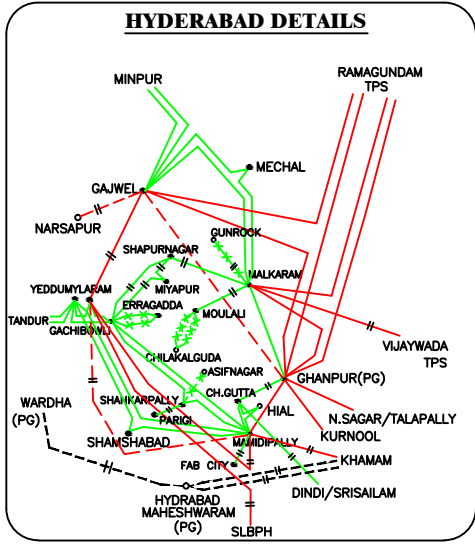 HYDERABAD DETAILS
MINPUR
RAMAGUNDAM
TPS
MECHAL
GAJWEL
NARSAPUR
GUNROCK
SHAPURNAGAR
MALKARAM
MIYAPUR
YEDDUMYLARAM
ERRAGADDA
MOULALI
TANDUR
GACHIBOWLI
VIJAYWADA
TPS
CHILAKALGUDA
ASIFNAGAR
GHANPUR(PG)
SHANKARPALLY
CH.GUTTA
WARDHA
(PG)
PARIGI
HIAL
N.SAGAR/TALAPALLY
KURNOOL
SHAMSHABAD
MAMIDIPALLY
FAB CITY
KHAMAM
HYDRABAD
MAHESHWARAM
(PG)
DINDI/SRISAILAM
SLBPH